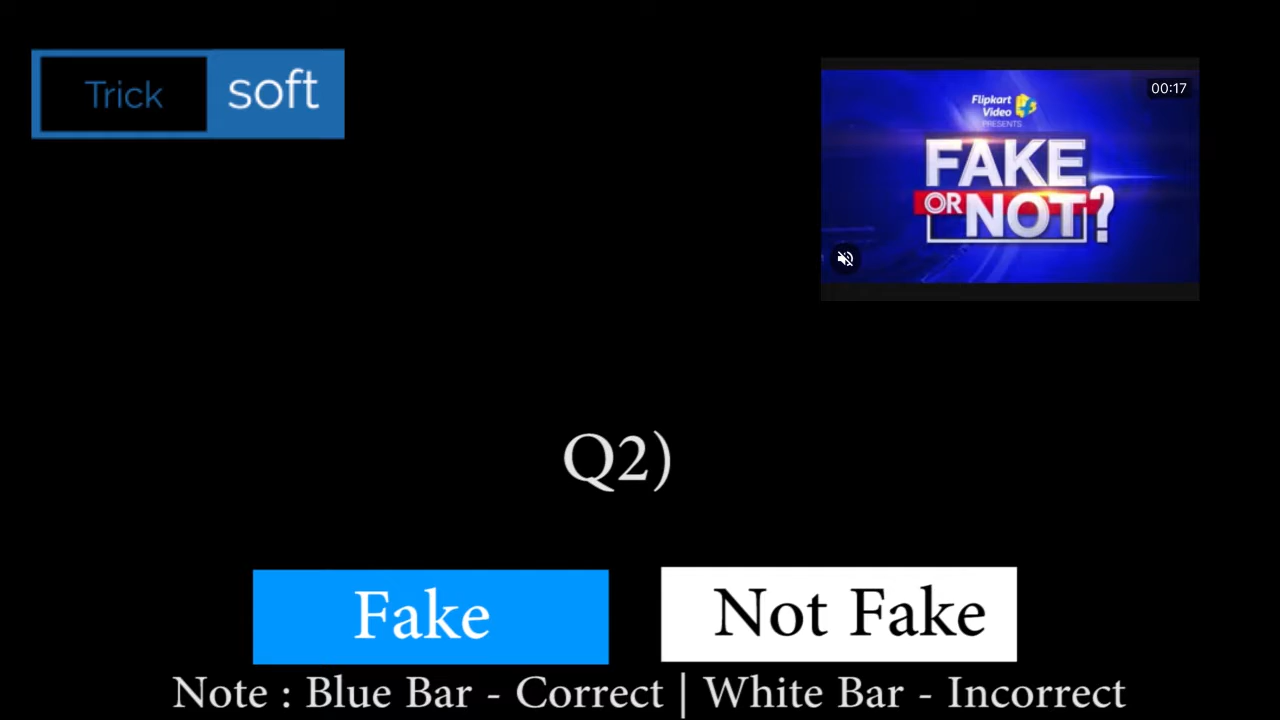 Trick soft
00:17
Flipkart
Video
PRESENTS
FAKE
OR NOT?
Q2)
Fake
Not Fake
Note : Blue Bar - Correct | White Bar - Incorrect